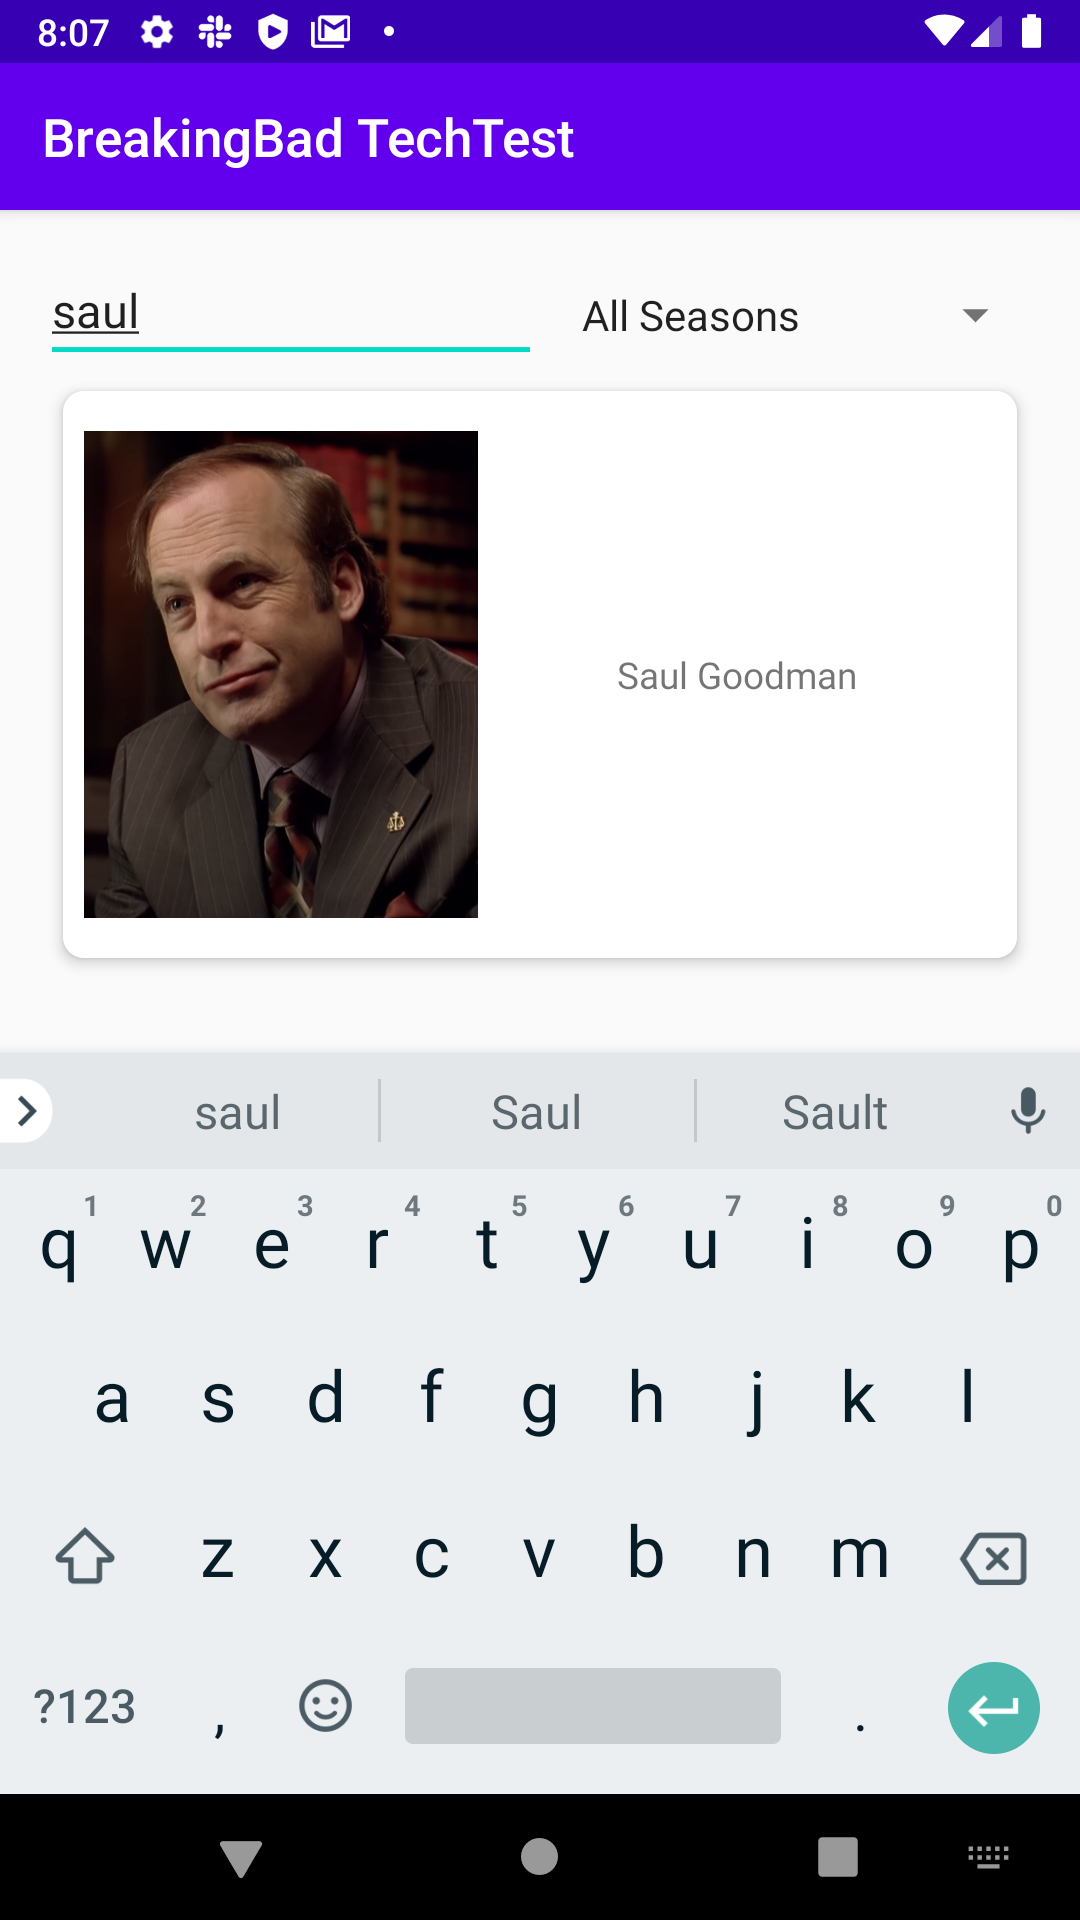 8:07
BreakingBad TechTest
saul
All Seasons
Saul Goodman
saul Saul Sault
1 2 3 4 5 6 7 8 9 0
q w e r t y u i o p
a s d f g h j k l
z x c v b n m
?123 , .